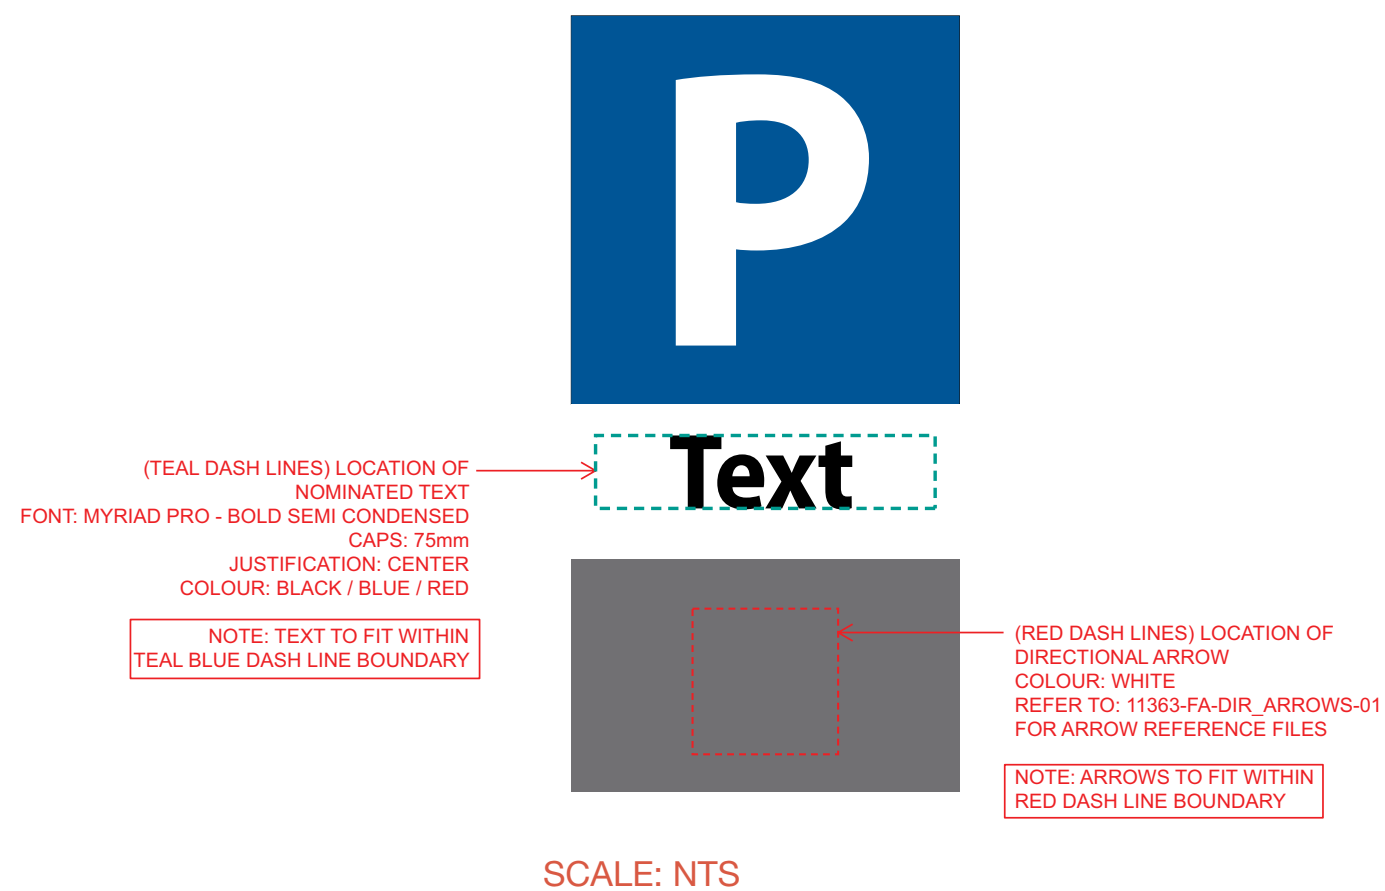 P
Text
(TEAL DASH LINES) LOCATION OF
NOMINATED TEXT
FONT: MYRIAD PRO - BOLD SEMI CONDENSED
CAPS: 75mm
JUSTIFICATION: CENTER
COLOUR: BLACK / BLUE / RED
NOTE: TEXT TO FIT WITHIN
TEAL BLUE DASH LINE BOUNDARY
(RED DASH LINES) LOCATION OF
DIRECTIONAL ARROW
COLOUR: WHITE
REFER TO: 11363-FA-DIR_ARROWS-01
FOR ARROW REFERENCE FILES
NOTE: ARROWS TO FIT WITHIN
RED DASH LINE BOUNDARY
SCALE: NTS